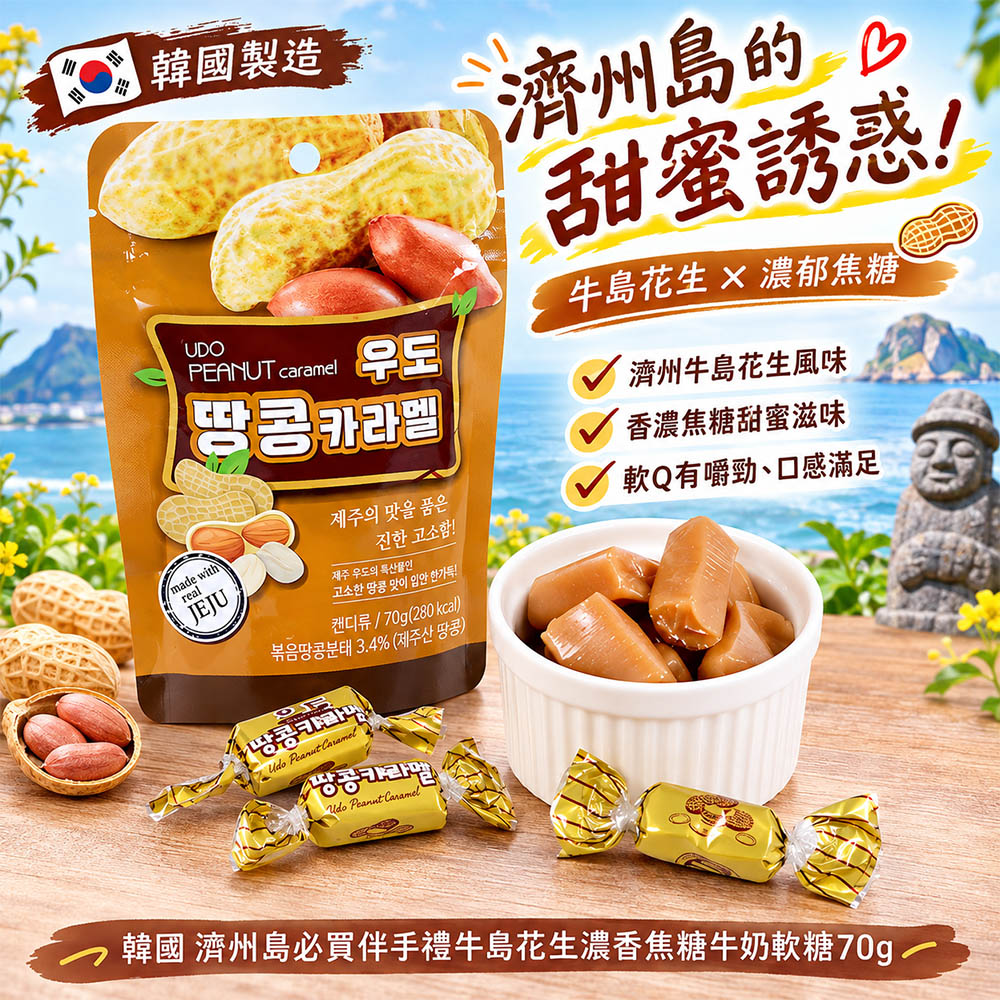 韓國製造
濟州島的
甜蜜誘惑!
牛島花生 × 濃郁焦糖
濟州牛島花生風味
香濃焦糖甜蜜滋味
軟Q有嚼勁、口感滿足
UDO
PEANUT caramel 우도
땅콩카라멜
제주의 맛을 품은
진한 고소함!
제주 우도의 특산물인
고소한 땅콩 맛이 입안 한가득!
캔디류 / 70g(280 kcal)
볶음땅콩분태 3.4% (제주산 땅콩)
made with
real
JEJU
땅콩카라멜
Udo Peanut Caramel
땅콩카라멜
Udo Peanut Caramel
韓國 濟州島必買伴手禮牛島花生濃香焦糖牛奶軟糖70g